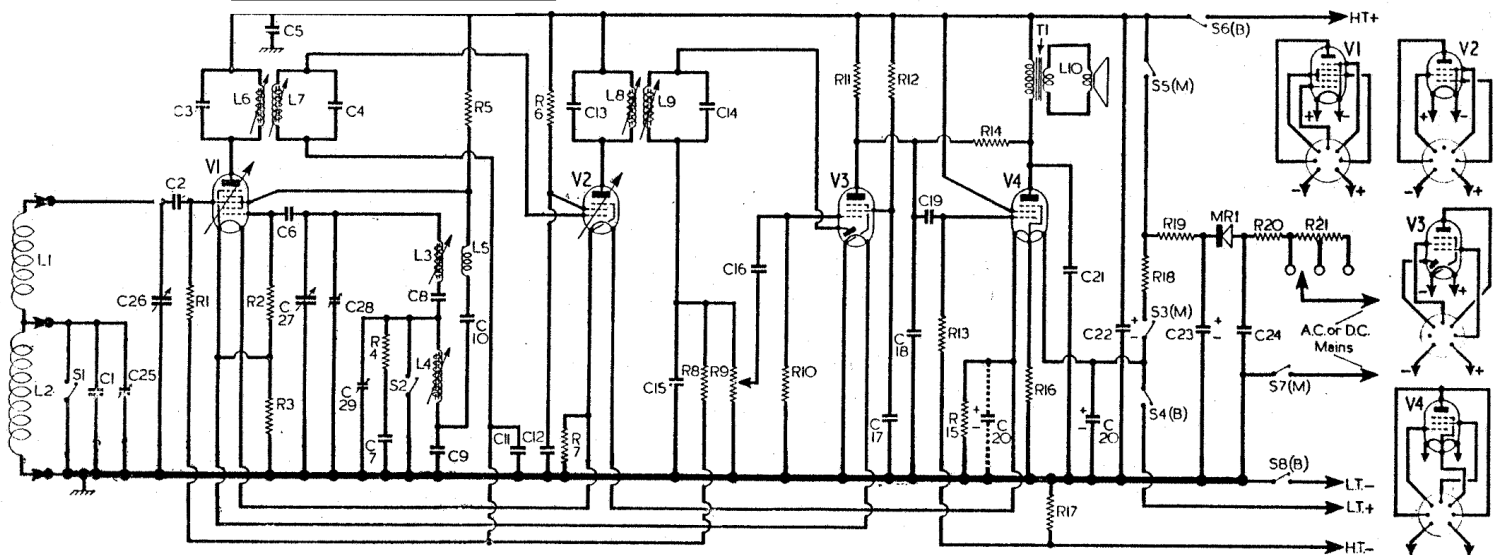 C5
HT+
S6(B)
V1
V2
T1
L10
C3
L6
L7
C4
R5
R6
C13
L8
L9
C14
R11
R12
S5(M)
R14
V1
V2
V3
V4
C2
C6
C19
L1
C26
R1
R2
C27
C28
L3
C8
L5
C10
C16
R19
MR1
R20
R21
C21
R18
V3
L2
S1
C1
C25
R3
C29
R4
S2
L4
C7
C9
C11
C12
R7
C15
R8
R9
R10
C17
C18
R13
R15
C20
R16
C20
C22
S3(M)
S4(B)
C23
C24
A.C. or D.C.
Mains
S7(M)
V4
S8(B)
L.T.-
L.T.+
R17
H.T.-